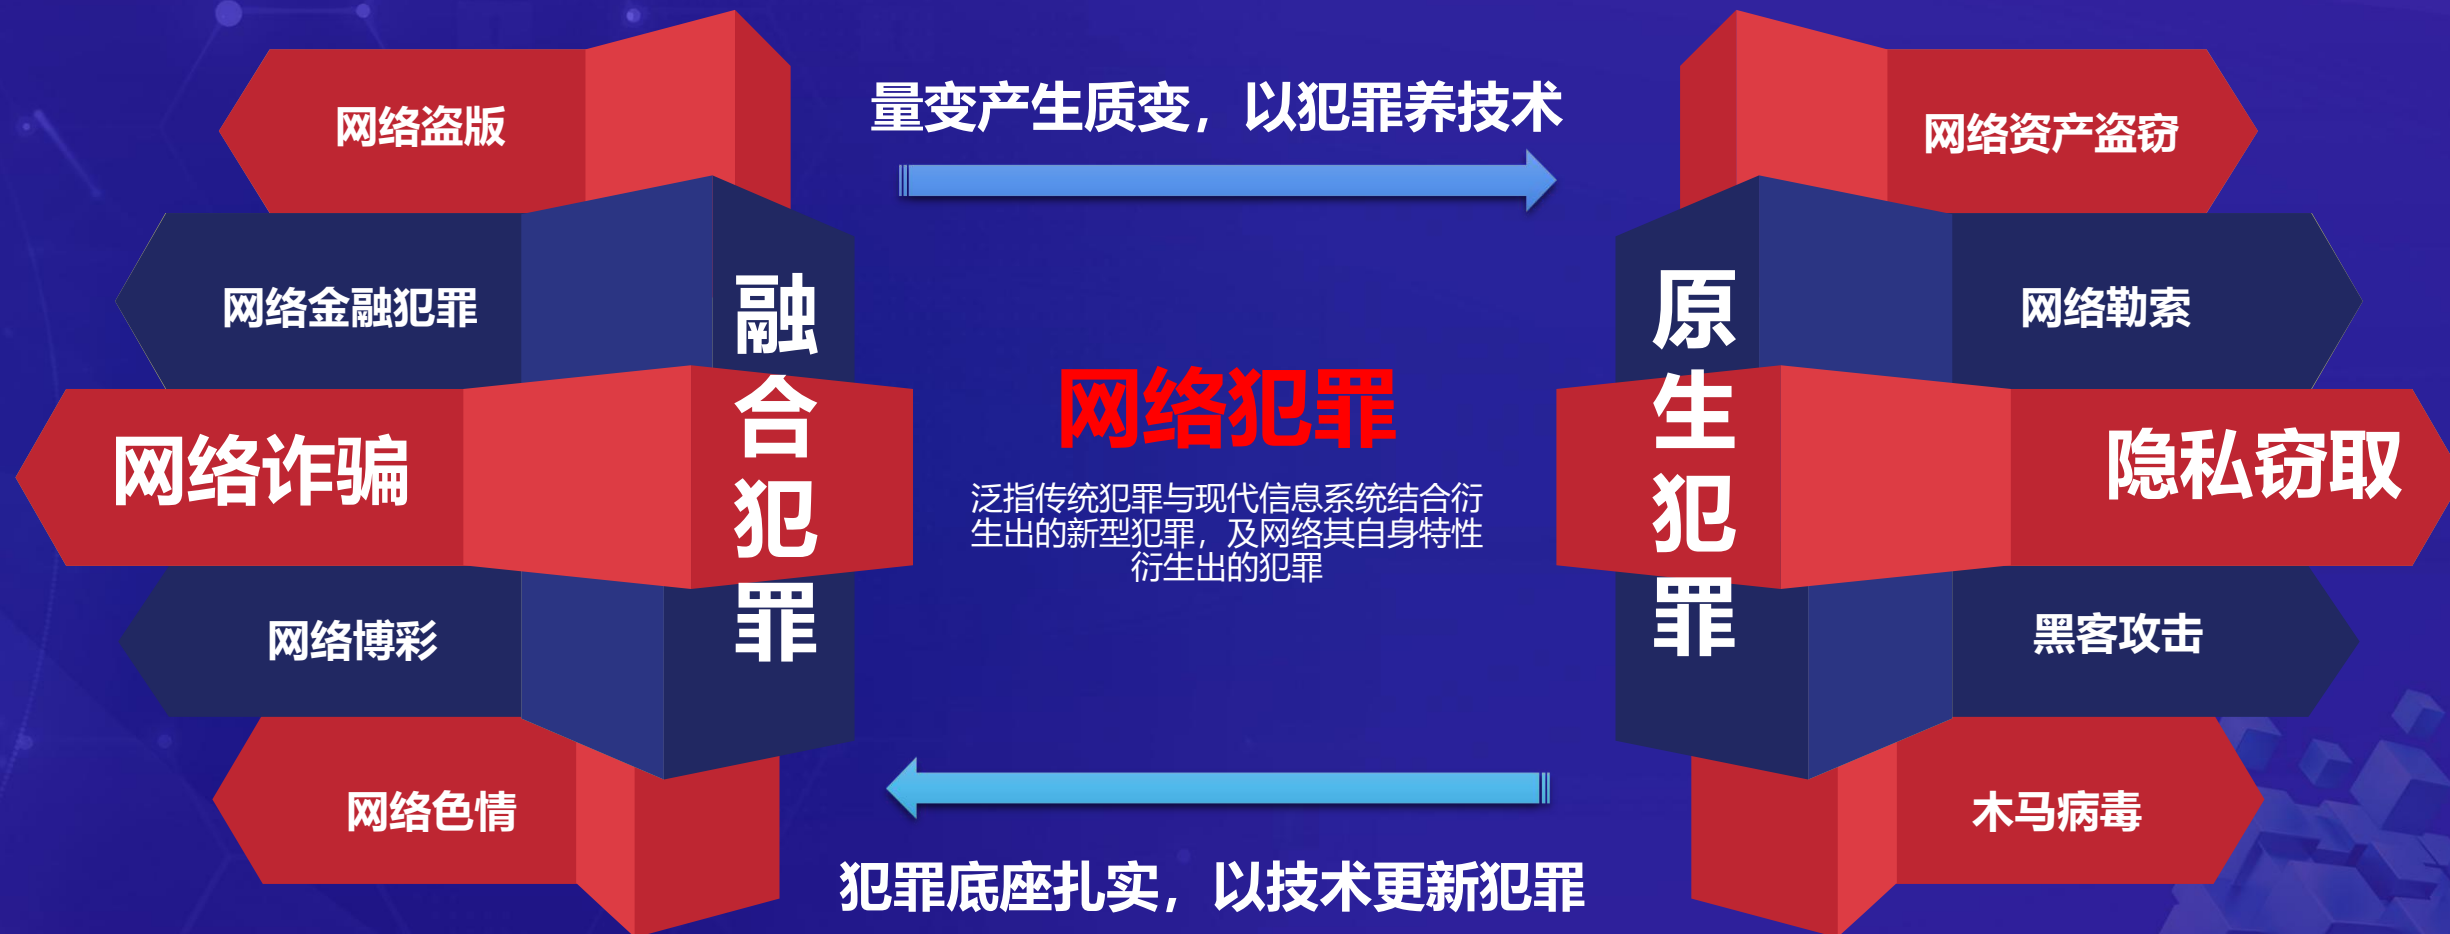 网络盗版
网络金融犯罪
网络诈骗
网络博彩
网络色情
融合犯罪
量变产生质变，以犯罪养技术
网络犯罪
泛指传统犯罪与现代信息系统结合衍
生出的新型犯罪，及网络其自身特性
衍生出的犯罪
犯罪底座扎实，以技术更新犯罪
原生犯罪
网络资产盗窃
网络勒索
隐私窃取
黑客攻击
木马病毒